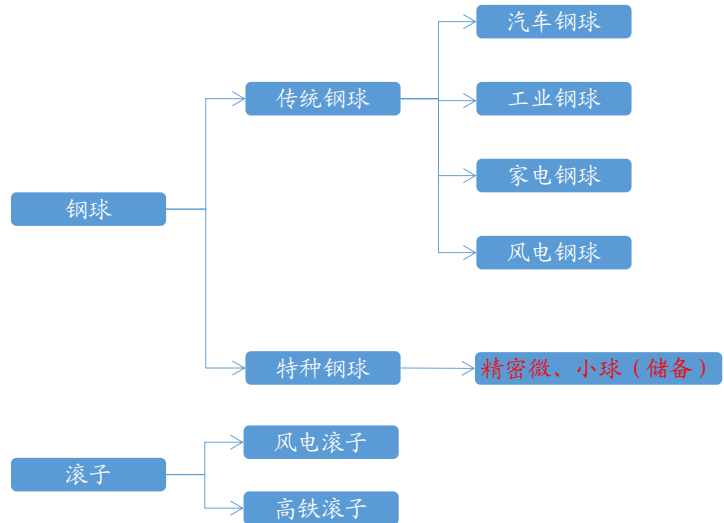 汽车钢球
传统钢球
工业钢球
家电钢球
钢球
风电钢球
特种钢球
精密微、小球（储备）
风电滚子
滚子
高铁滚子